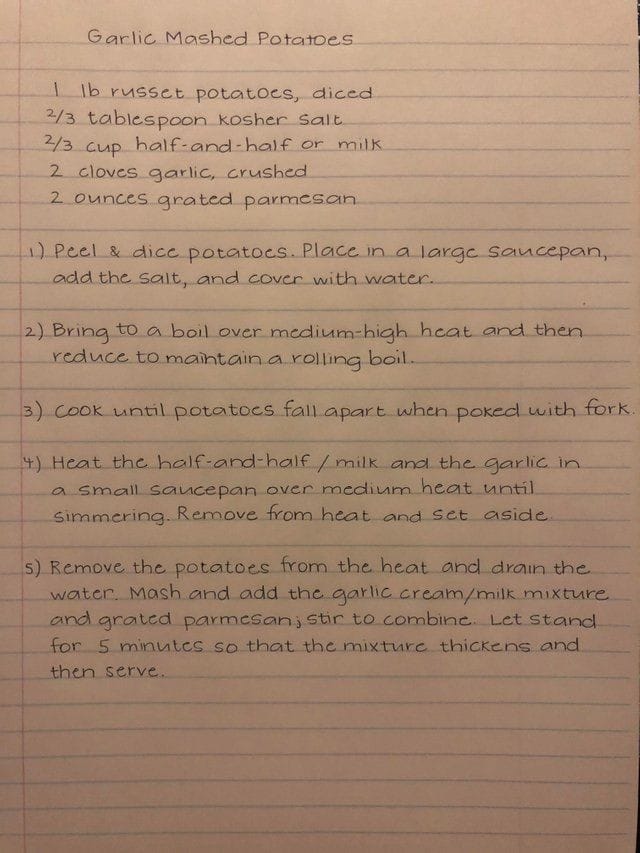 Garlic Mashed Potatoes
1 lb russet potatoes, diced
2/3 tablespoon kosher salt
2/3 cup half-and-half or milk
2 cloves garlic, crushed
2 ounces grated parmesan
1) Peel & dice potatoes. Place in a large saucepan,
add the salt, and cover with water.
2) Bring to a boil over medium-high heat and then
reduce to maintain a rolling boil.
3) Cook until potatoes fall apart when poked with fork.
4) Heat the half-and-half / milk and the garlic in
a small saucepan over medium heat until
simmering. Remove from heat and set aside.
5) Remove the potatoes from the heat and drain the
water. Mash and add the garlic cream/milk mixture
and grated parmesan; stir to combine. Let stand
for 5 minutes so that the mixture thickens and
then serve.